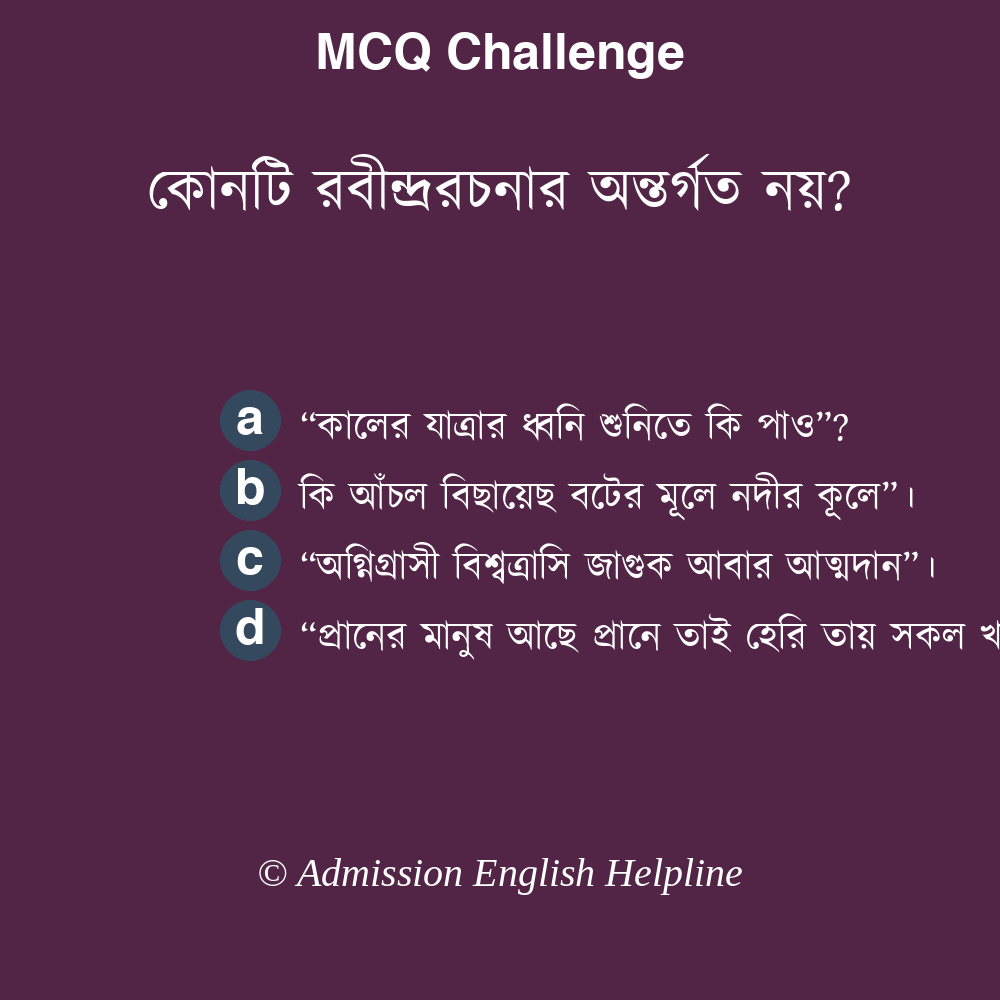 MCQ Challenge
কোনটি রবীন্দ্ররচনার অন্তর্গত নয়?
a “কালের যাত্রার ধ্বনি শুনিতে কি পাও”?
b কি আঁচল বিছায়েছ বটের মূলে নদীর কূলে”।
c “অগ্নিগ্রাসী বিশ্বত্রাসি জাগুক আবার আত্মদান”।
d “প্রানের মানুষ আছে প্রানে তাই হেরি তায় সকল
© Admission English Helpline